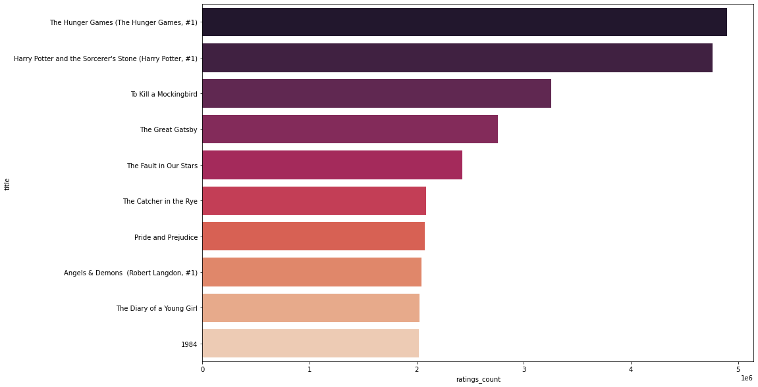 The Hunger Games (The Hunger Games, #1)
Harry Potter and the Sorcerer's Stone (Harry Potter, #1)
To Kill a Mockingbird
The Great Gatsby
The Fault in Our Stars
The Catcher in the Rye
Pride and Prejudice
Angels & Demons  (Robert Langdon, #1)
The Diary of a Young Girl
1984
title
0 1 2 3 4 5
1e6
ratings_count